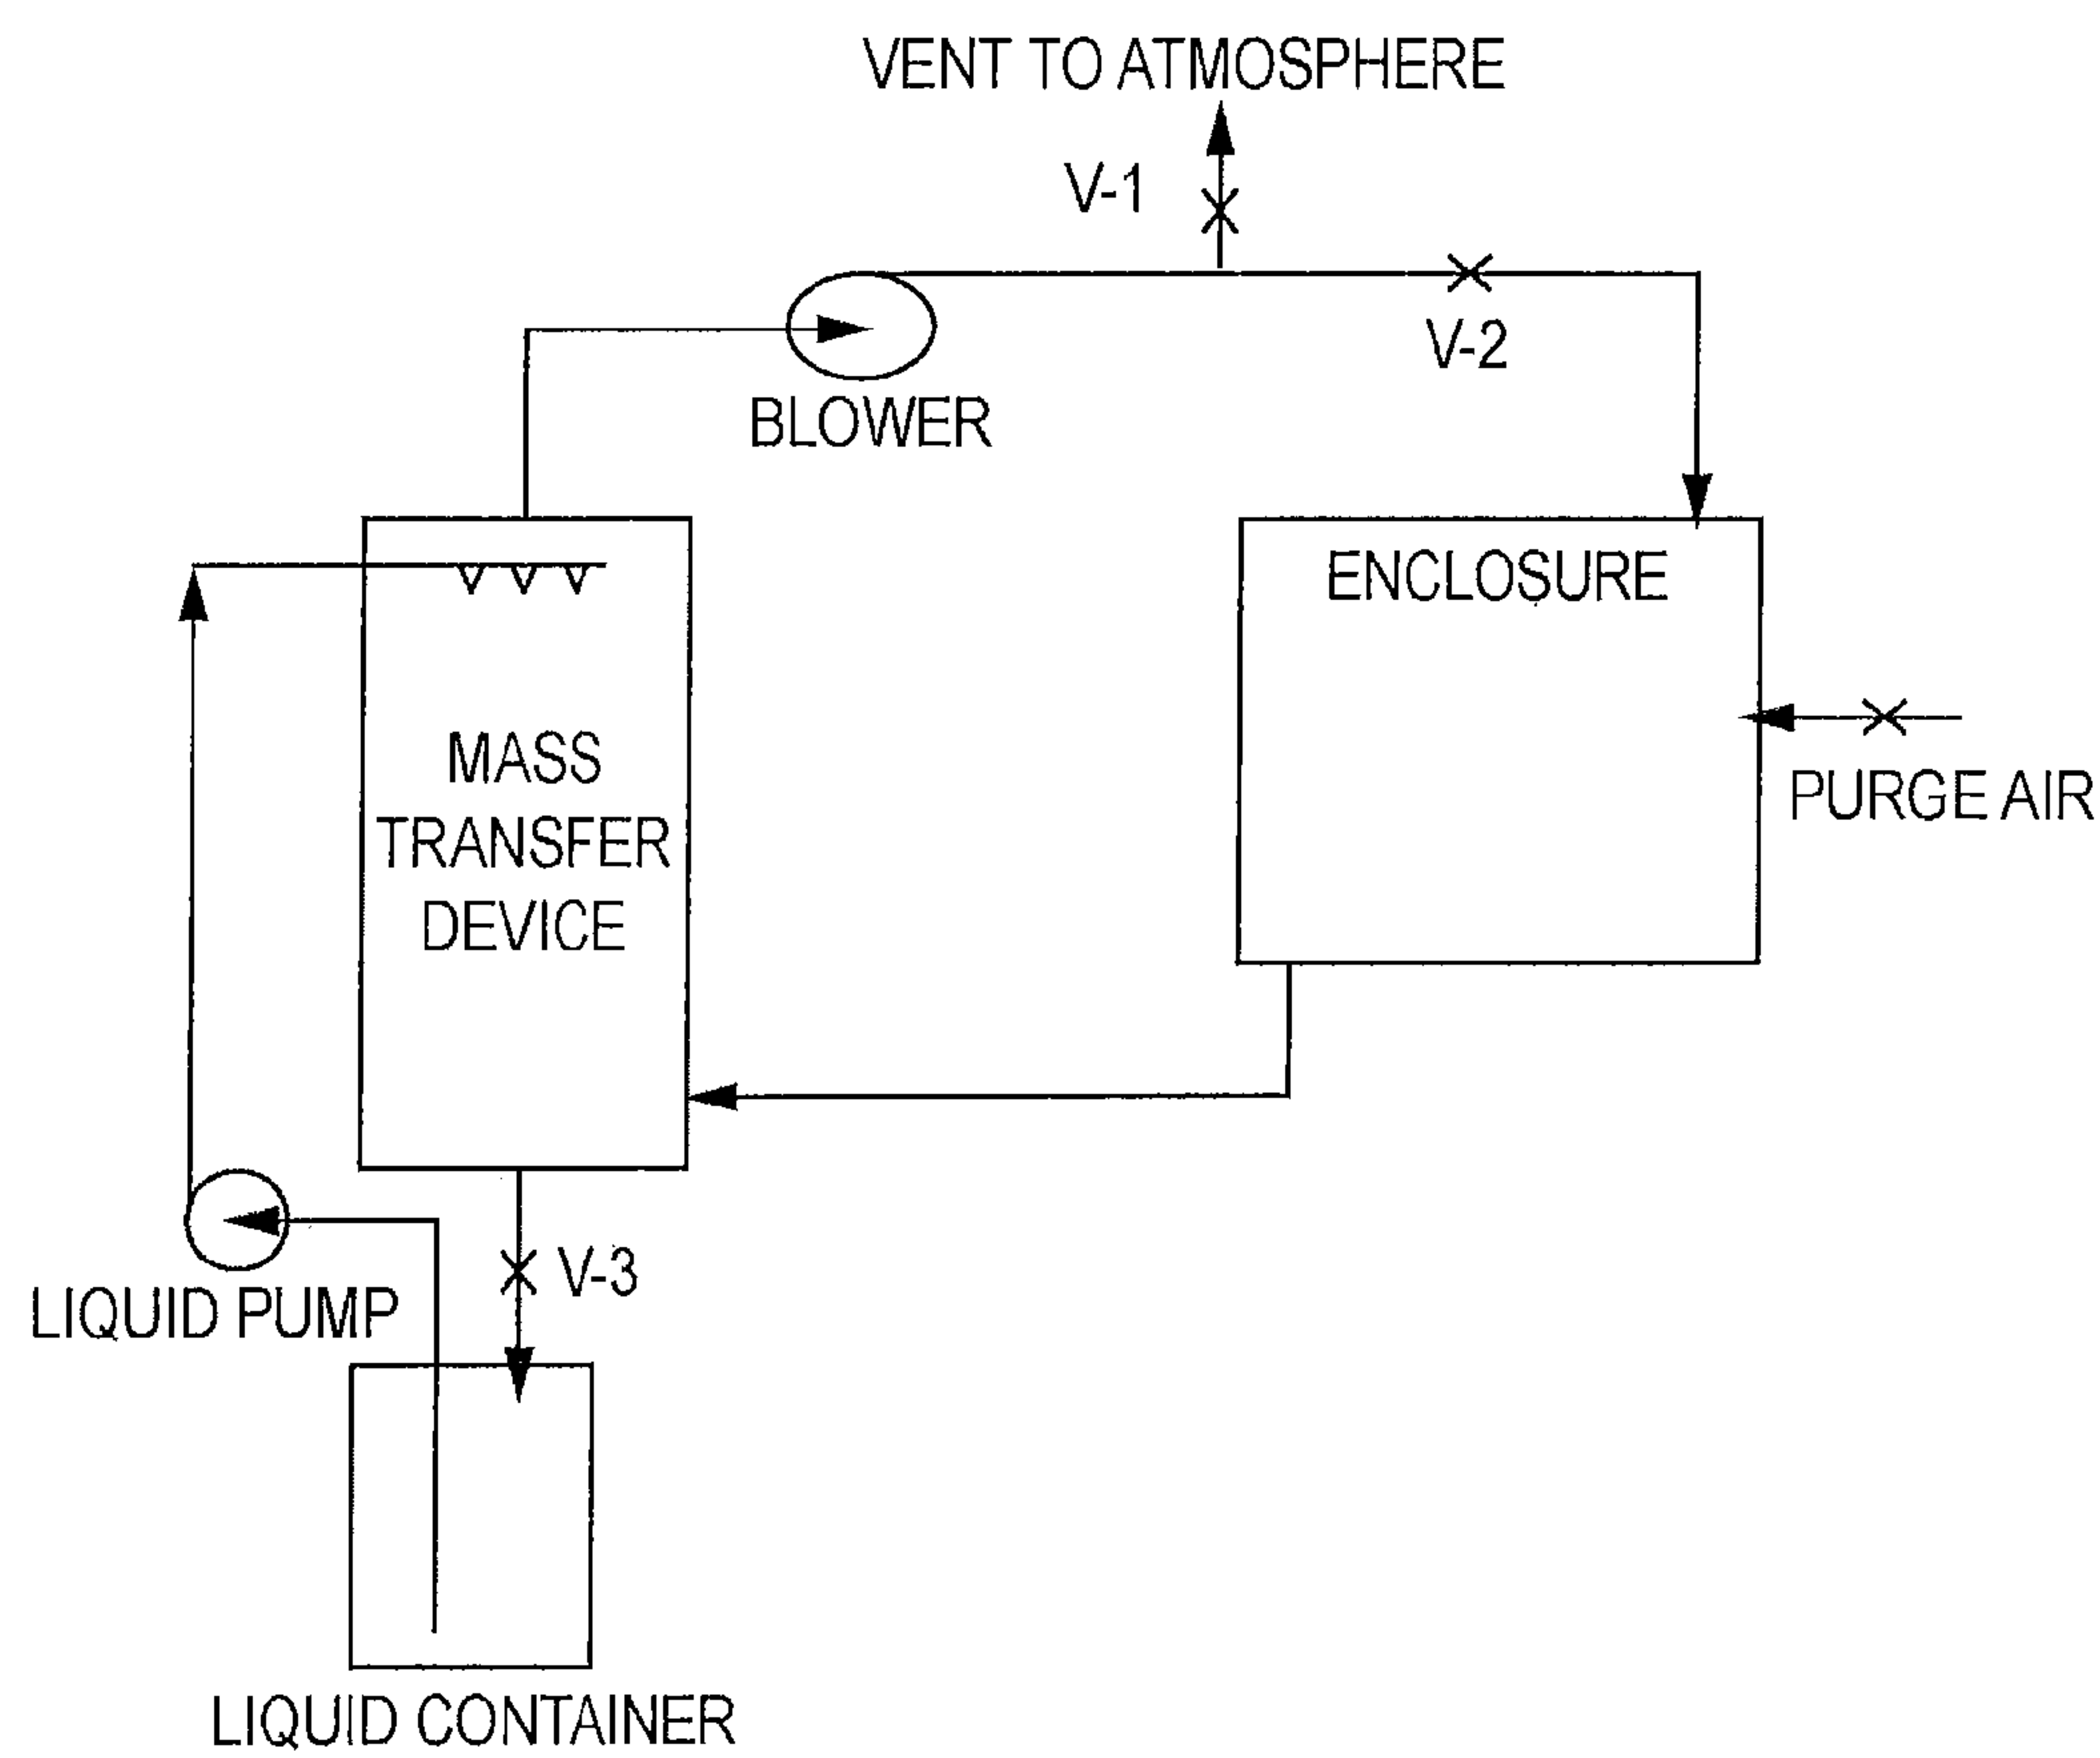 VENT TO ATMOSPHERE
V-1
V-2
BLOWER
ENCLOSURE
MASS
TRANSFER
DEVICE
PURGE AIR
V-3
LIQUID PUMP
LIQUID CONTAINER